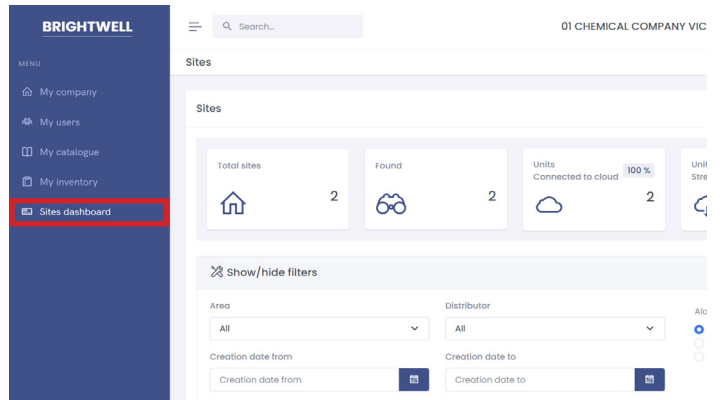 BRIGHTWELL
Search...
01 CHEMICAL COMPANY VIC
MENU
Sites
My company
My users
My catalogue
My inventory
Sites dashboard
Sites
Total sites
2
Found
2
Units
Connected to cloud
100 %
2
Unit
Stre
Show/hide filters
Area
All
Distributor
All
Creation date from
Creation date from
Creation date to
Creation date to